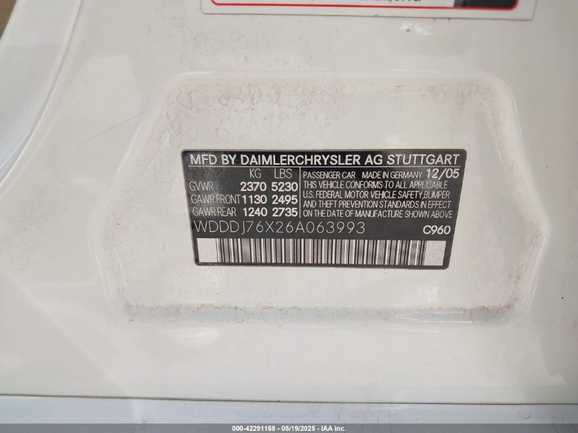 MFD BY DAIMLERCHRYSLER AG STUTTGART
KG LBS
GVWR 2370 5230
GAWR FRONT 1130 2495
GAWR REAR 1240 2735
PASSENGER CAR MADE IN GERMANY 12/05
THIS VEHICLE CONFORMS TO ALL APPLICABLE
U.S. FEDERAL MOTOR VEHICLE SAFETY, BUMPER
AND THEFT PREVENTION STANDARDS IN EFFECT
ON THE DATE OF MANUFACTURE SHOWN ABOVE
WDDDJ76X26A063993
C960
000-42291168 - 05/19/2025 - IAA Inc.